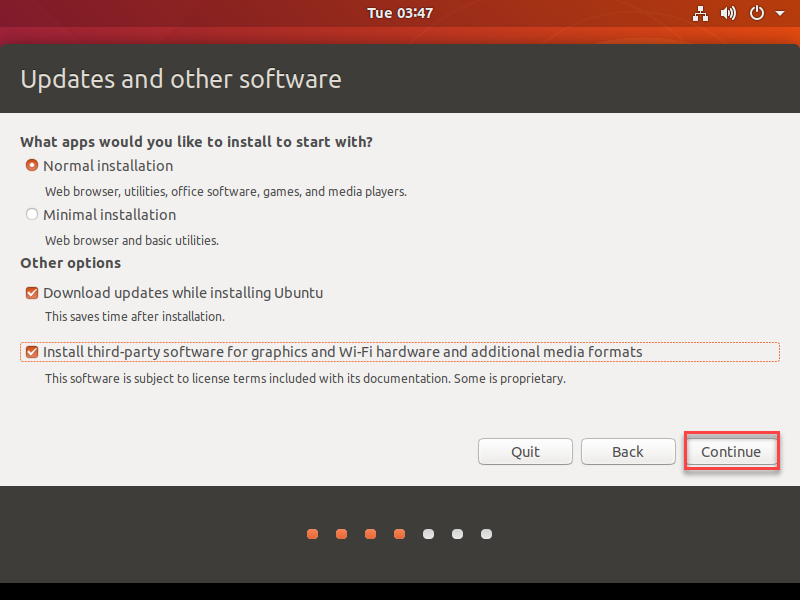 Tue 03:47
Updates and other software
What apps would you like to install to start with?
Normal installation
Web browser, utilities, office software, games, and media players.
Minimal installation
Web browser and basic utilities.
Other options
Download updates while installing Ubuntu
This saves time after installation.
Install third-party software for graphics and Wi-Fi hardware and additional media formats
This software is subject to license terms included with its documentation. Some is proprietary.
Quit Back Continue